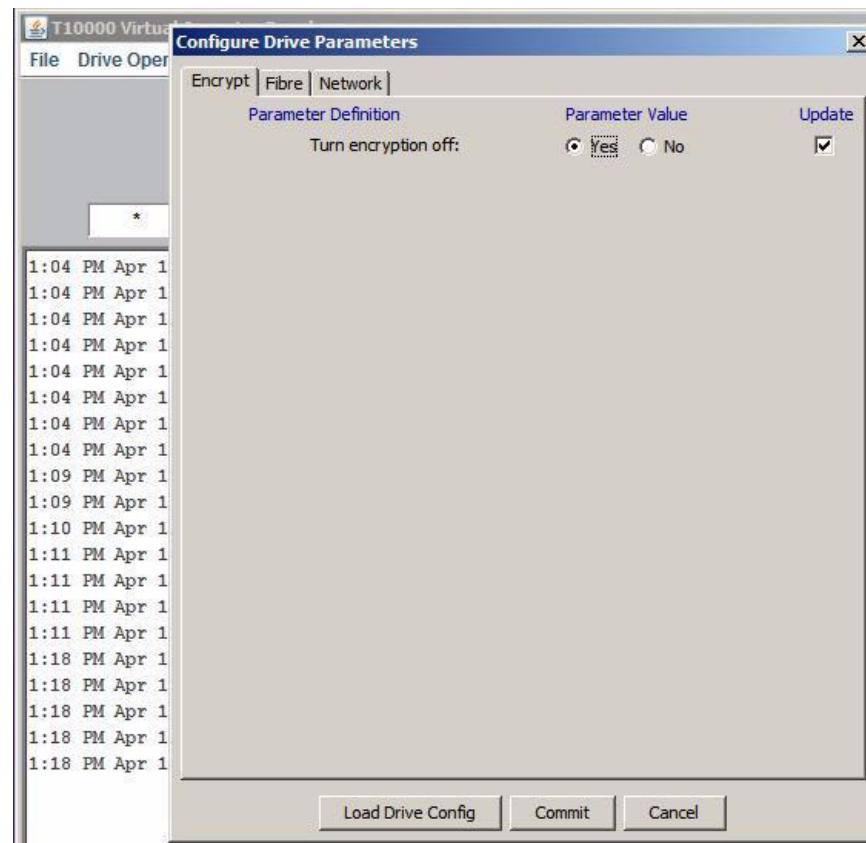 T10000 Virtual
Configure Drive Parameters
File Drive Oper
Encrypt Fibre Network
Parameter Definition Parameter Value Update
Turn encryption off: Yes No
*
1:04 PM Apr 1
1:04 PM Apr 1
1:04 PM Apr 1
1:04 PM Apr 1
1:04 PM Apr 1
1:04 PM Apr 1
1:04 PM Apr 1
1:04 PM Apr 1
1:09 PM Apr 1
1:09 PM Apr 1
1:10 PM Apr 1
1:11 PM Apr 1
1:11 PM Apr 1
1:11 PM Apr 1
1:11 PM Apr 1
1:18 PM Apr 1
1:18 PM Apr 1
1:18 PM Apr 1
1:18 PM Apr 1
1:18 PM Apr 1
Load Drive Config Commit Cancel